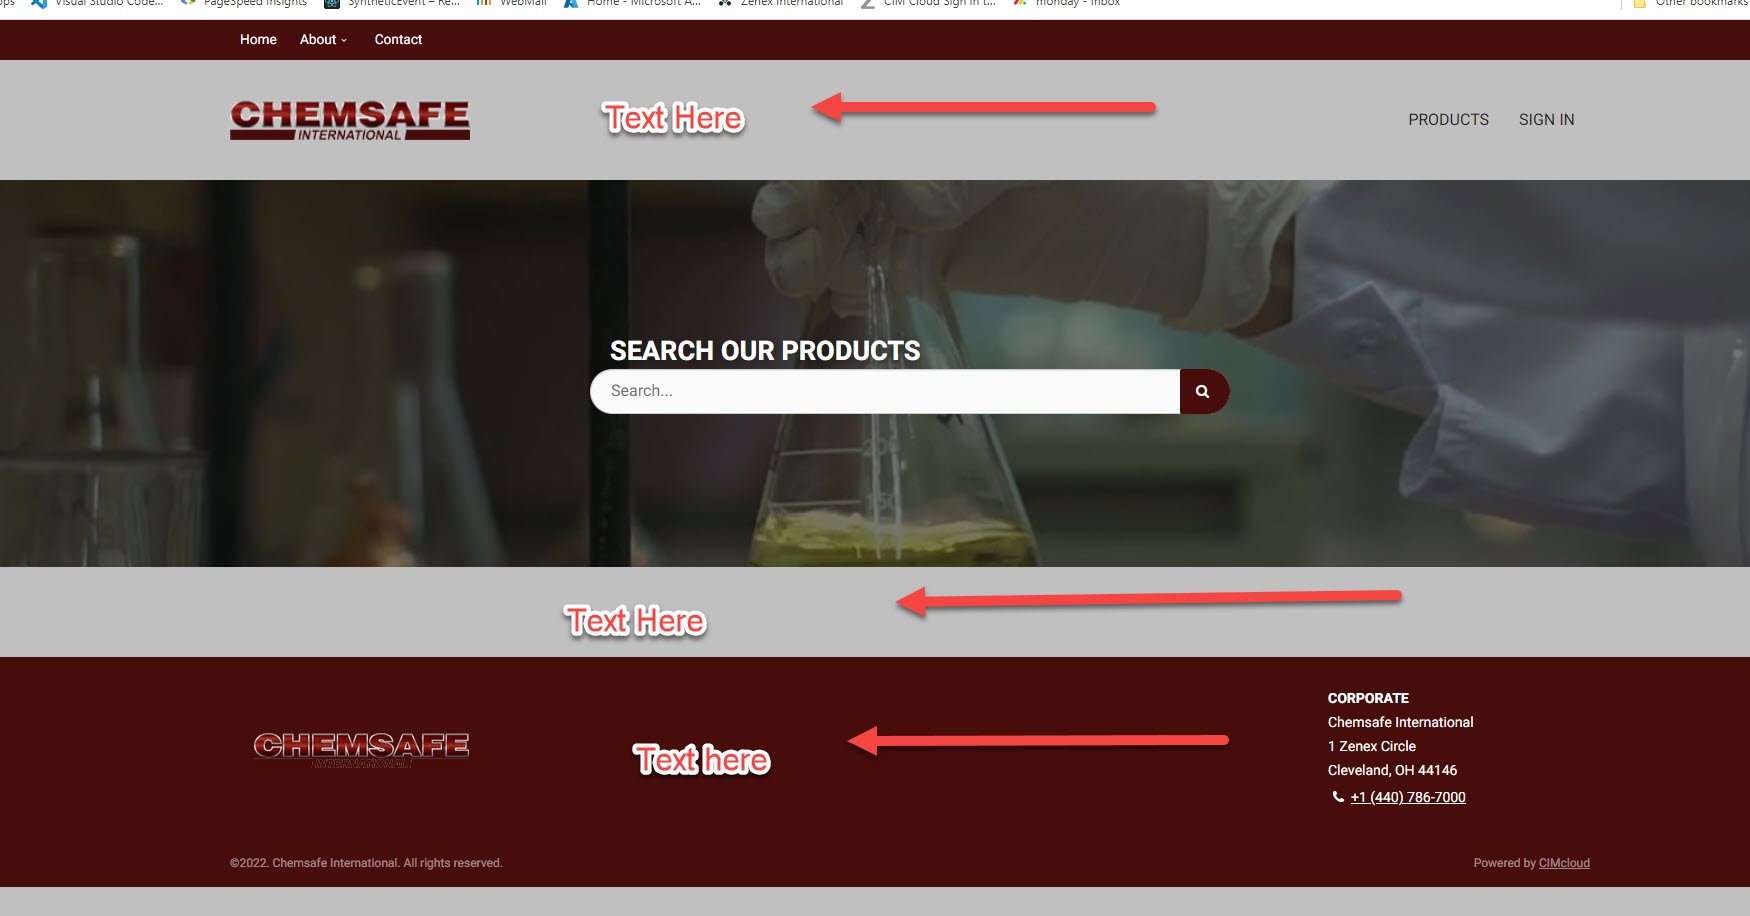 Visual Studio Code...
PageSpeed Insights
SyntheticEvent – Re...
WebMail
Home - Microsoft A...
Zenex International
CIM Cloud Sign in t...
monday - Inbox
Other bookmarks
Home
About
Contact
CHEMSAFE
INTERNATIONAL
Text Here
PRODUCTS
SIGN IN
SEARCH OUR PRODUCTS
Search...
Text Here
CORPORATE
Chemsafe International
1 Zenex Circle
Cleveland, OH 44146
+1 (440) 786-7000
CHEMSAFE
INTERNATIONAL
Text here
©2022. Chemsafe International. All rights reserved.
Powered by CIMcloud